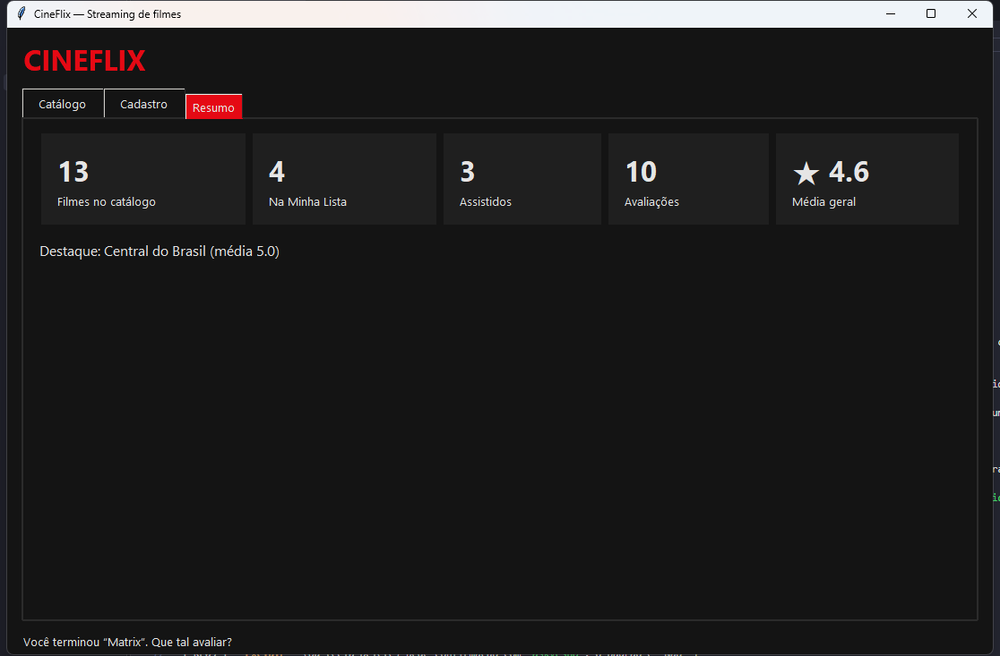 CineFlix — Streaming de filmes
CINEFLIX
Catálogo Cadastro Resumo
13 4 3 10 ★ 4.6
Filmes no catálogo Na Minha Lista Assistidos Avaliações Média geral
Destaque: Central do Brasil (média 5.0)
Você terminou “Matrix”. Que tal avaliar?